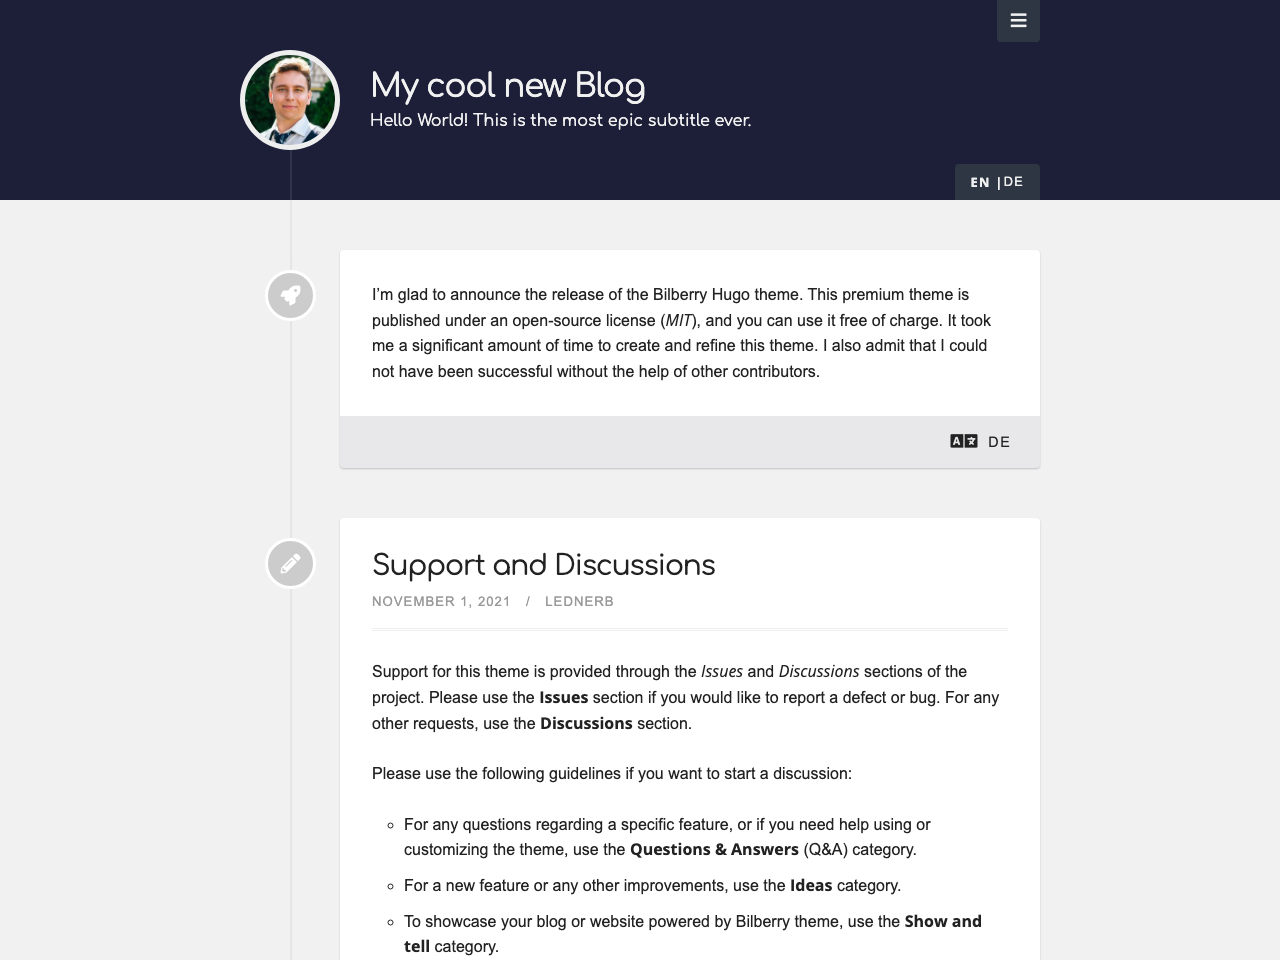 My cool new Blog
Hello World! This is the most epic subtitle ever.
EN | DE
I'm glad to announce the release of the Bilberry Hugo theme. This premium theme is
published under an open-source license (MIT), and you can use it free of charge. It took
me a significant amount of time to create and refine this theme. I also admit that I could
not have been successful without the help of other contributors.
DE
Support and Discussions
NOVEMBER 1, 2021 / LEDNERB
Support for this theme is provided through the Issues and Discussions sections of the
project. Please use the Issues section if you would like to report a defect or bug. For any
other requests, use the Discussions section.
Please use the following guidelines if you want to start a discussion:
For any questions regarding a specific feature, or if you need help using or
customizing the theme, use the Questions & Answers (Q&A) category.
For a new feature or any other improvements, use the Ideas category.
To showcase your blog or website powered by Bilberry theme, use the Show and
tell category.